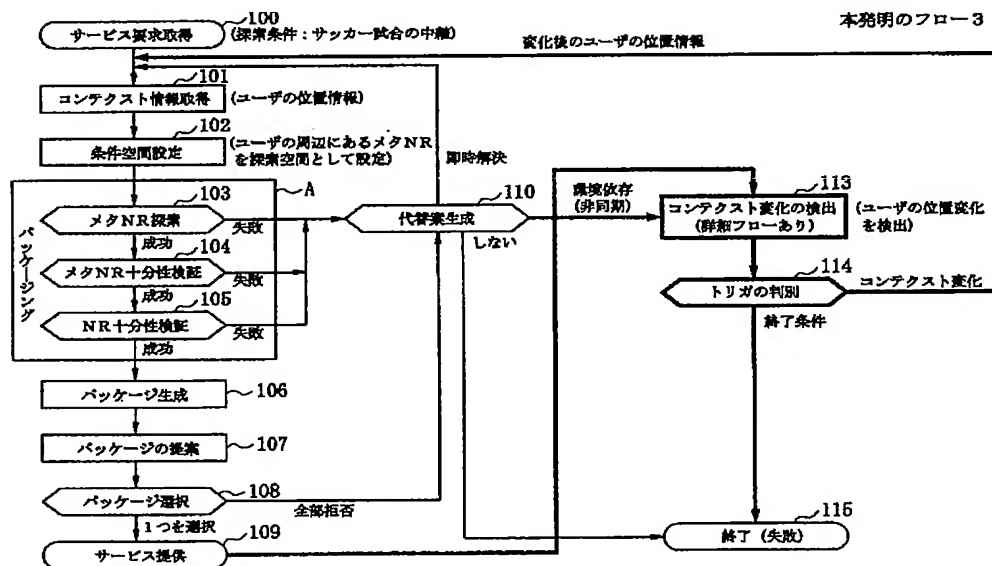 本発明のフロー3
100
サービス要求取得
(探索条件:サッカー試合の中継)
変化後のユーザの位置情報
101
コンテクスト情報取得
(ユーザの位置情報)
102
条件空間設定
(ユーザの周辺にあるメタNR
を探索空間として設定)
即時解決
A
パッケージング
103
メタNR探索
失敗
成功
104
メタNR十分性検証
失敗
成功
105
NR十分性検証
失敗
成功
110
代替案生成
しない
環境依存
(非同期)
113
コンテクスト変化の検出
(詳細フローあり)
(ユーザの位置変化
を検出)
114
トリガの判別
コンテクスト変化
終了条件
パッケージ生成
106
パッケージの提案
107
パッケージ選択
108
全部拒否
1つを選択
109
サービス提供
115
終了(失敗)